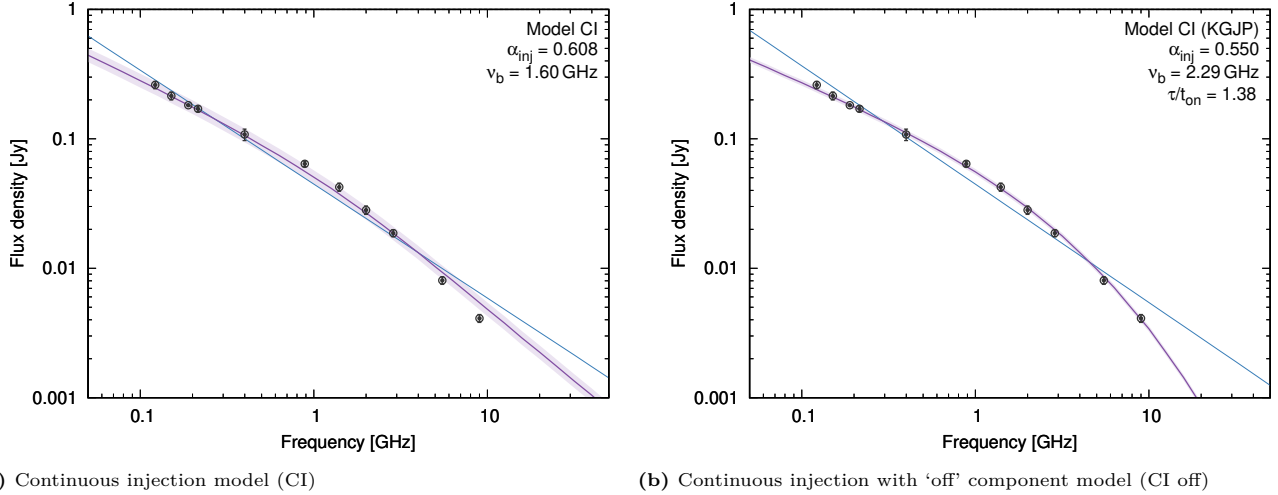 Model CI
α_inj = 0.608
ν_b = 1.60 GHz
1
0.1
0.01
0.001
Flux density [Jy]
0.1 1 10
Frequency [GHz]
) Continuous injection model (CI)
Model CI (KGJP)
α_inj = 0.550
ν_b = 2.29 GHz
τ/t_on = 1.38
1
0.1
0.01
0.001
Flux density [Jy]
0.1 1 10
Frequency [GHz]
(b) Continuous injection with ‘off’ component model (CI off)